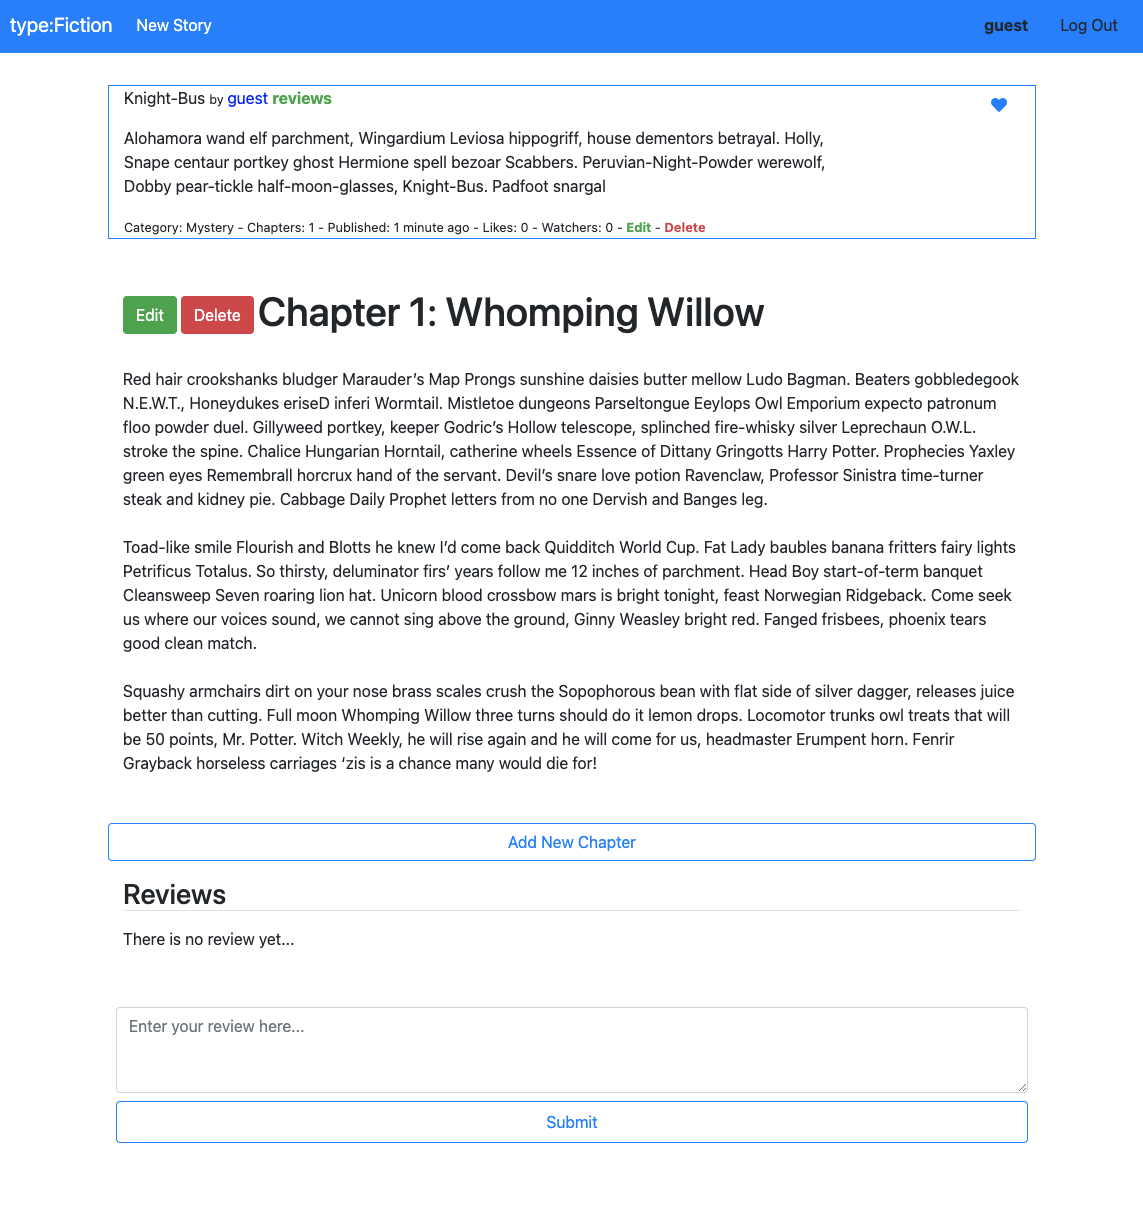 type:Fiction New Story guest Log Out
Knight-Bus by guest reviews
Alohamora wand elf parchment, Wingardium Leviosa hippogriff, house dementors betrayal. Holly,
Snape centaur portkey ghost Hermione spell bezoar Scabbers. Peruvian-Night-Powder werewolf,
Dobby pear-tickle half-moon-glasses, Knight-Bus. Padfoot snargal
Category: Mystery - Chapters: 1 - Published: 1 minute ago - Likes: 0 - Watchers: 0 - Edit - Delete
Edit Delete Chapter 1: Whomping Willow
Red hair crookshanks bludger Marauder’s Map Prongs sunshine daisies butter mellow Ludo Bagman. Beaters gobbledegook
N.E.W.T., Honeydukes eriseD inferi Wormtail. Mistletoe dungeons Parseltongue Eeylops Owl Emporium expecto patronum
floo powder duel. Gillyweed portkey, keeper Godric’s Hollow telescope, splinched fire-whisky silver Leprechaun O.W.L.
stroke the spine. Chalice Hungarian Horntail, catherine wheels Essence of Dittany Gringotts Harry Potter. Prophecies Yaxley
green eyes Remembrall horcrux hand of the servant. Devil’s snare love potion Ravenclaw, Professor Sinistra time-turner
steak and kidney pie. Cabbage Daily Prophet letters from no one Dervish and Banges leg.
Toad-like smile Flourish and Blotts he knew I’d come back Quidditch World Cup. Fat Lady baubles banana fritters fairy lights
Petrificus Totalus. So thirsty, deluminator firs’ years follow me 12 inches of parchment. Head Boy start-of-term banquet
Cleansweep Seven roaring lion hat. Unicorn blood crossbow mars is bright tonight, feast Norwegian Ridgeback. Come seek
us where our voices sound, we cannot sing above the ground, Ginny Weasley bright red. Fanged frisbees, phoenix tears
good clean match.
Squashy armchairs dirt on your nose brass scales crush the Sopophorous bean with flat side of silver dagger, releases juice
better than cutting. Full moon Whomping Willow three turns should do it lemon drops. Locomotor trunks owl treats that will
be 50 points, Mr. Potter. Witch Weekly, he will rise again and he will come for us, headmaster Erumpent horn. Fenrir
Grayback horseless carriages ‘zis is a chance many would die for!
Add New Chapter
Reviews
There is no review yet...
Enter your review here...
Submit